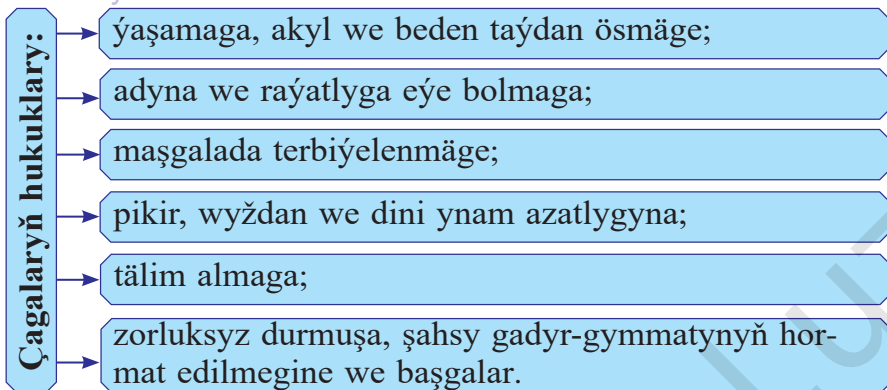 Çagalaryň hukuklary:
ýaşamaga, akyl we beden taýdan ösmäge;
adyna we raýatlyga eýe bolmaga;
maşgalada terbiýelenmäge;
pikir, wyždan we dini ynam azatlygyna;
tälim almaga;
zorluksyz durmuşa, şahsy gadyr-gymmatynyň hor-
mat edilmegine we başgalar.